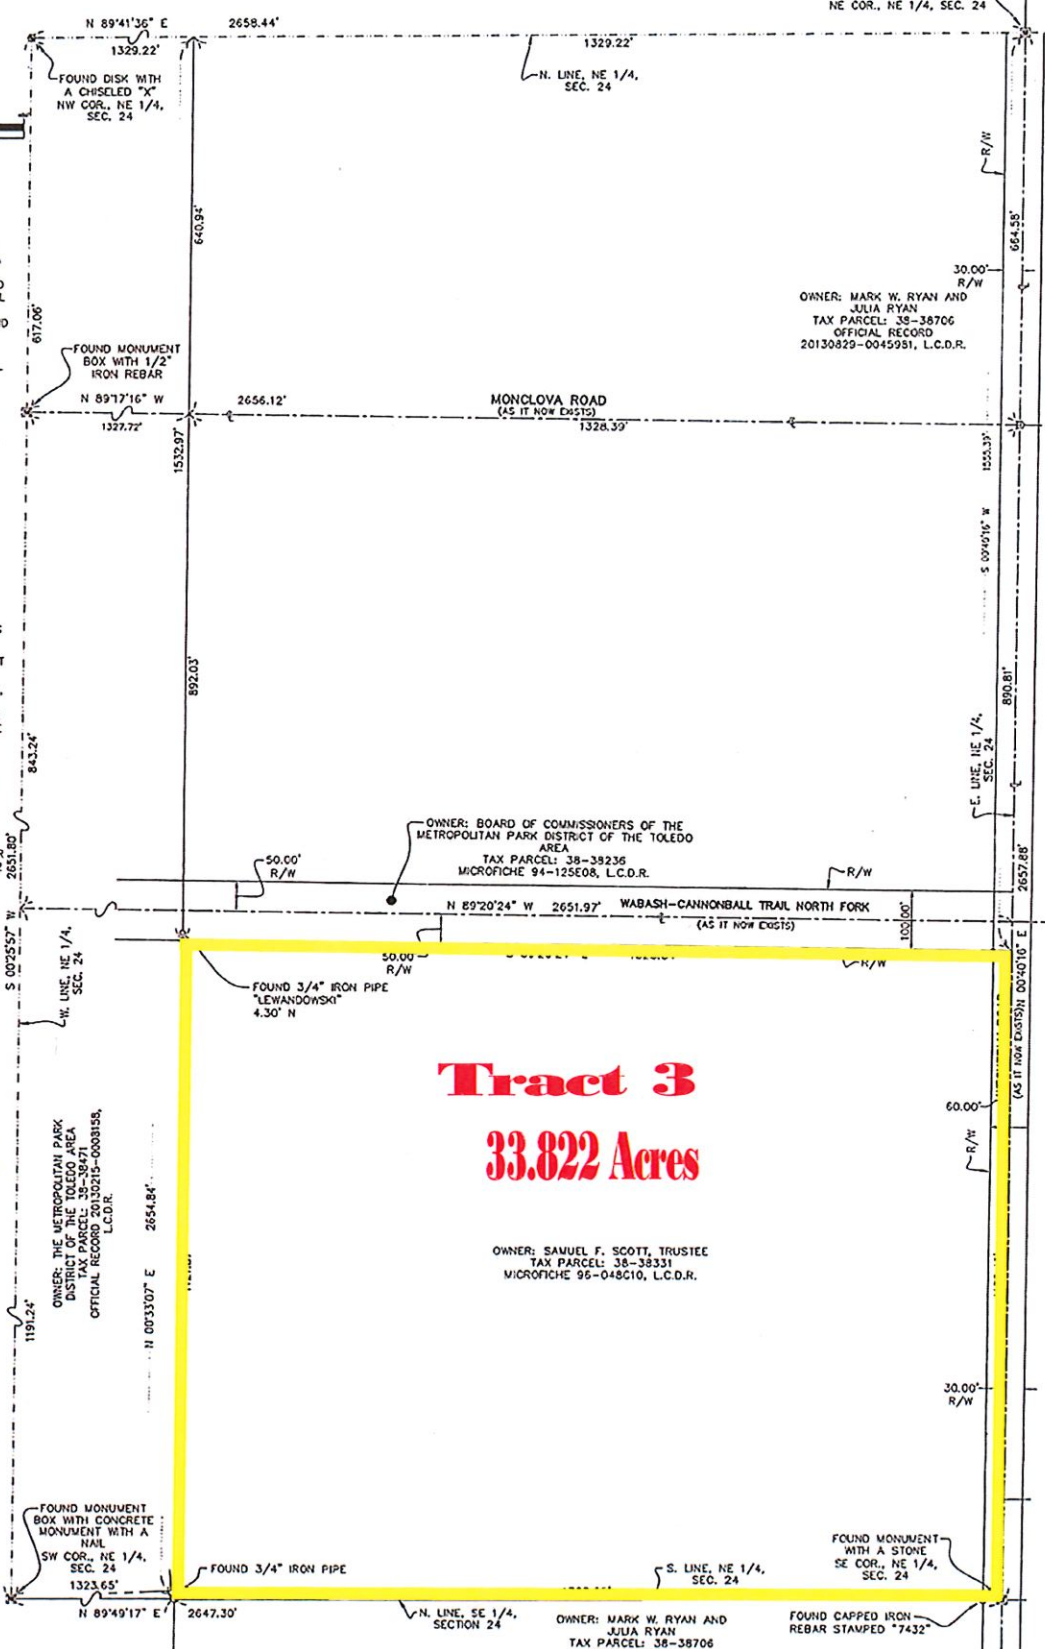 NE COR., NE 1/4, SEC. 24
N 89°41'36" E
2658.44'
1329.22'
1329.22'
FOUND DISK WITH
A CHISELED "X"
NW COR., NE 1/4,
SEC. 24
N. LINE, NE 1/4,
SEC. 24
R/W
640.94'
664.58'
617.06'
30.00'
R/W
OWNER: MARK W. RYAN AND
JULIA RYAN
TAX PARCEL: 38-38706
OFFICIAL RECORD
20130829-0045981, L.C.D.R.
FOUND MONUMENT
BOX WITH 1/2"
IRON REBAR
N 89°17'16" W
2656.12'
1327.72'
MONCLOVA ROAD
(AS IT NOW EXISTS)
1328.39'
1532.97'
1555.39'
S 00°40'16" W
892.03'
890.81'
843.24'
E. LINE, NE 1/4,
SEC. 24
OWNER: BOARD OF COMMISSIONERS OF THE
METROPOLITAN PARK DISTRICT OF THE TOLEDO
AREA
TAX PARCEL: 38-38236
MICROFICHE 94-125E08, L.C.D.R.
50.00'
R/W
R/W
2651.80'
S 00°25'57" W
2657.88'
N 89°20'24" W 2651.97'
WABASH-CANNONBALL TRAIL NORTH FORK
(AS IT NOW EXISTS)
100.00'
W. LINE, NE 1/4,
SEC. 24
50.00'
R/W
R/W
N 00°40'16" E
(AS IT NOW EXISTS)
FOUND 3/4" IRON PIPE
"LEWANDOWSKI"
4.30' N
Tract 3
33.822 Acres
60.00'
R/W
OWNER: THE METROPOLITAN PARK
DISTRICT OF THE TOLEDO AREA
TAX PARCEL: 38-38471
OFFICIAL RECORD 20130215-0008158,
L.C.D.R.
2654.84'
N 00°33'07" E
OWNER: SAMUEL F. SCOTT, TRUSTEE
TAX PARCEL: 38-38331
MICROFICHE 96-048C10, L.C.D.R.
1191.24'
30.00'
R/W
FOUND MONUMENT
BOX WITH CONCRETE
MONUMENT WITH A
NAIL
SW COR., NE 1/4,
SEC. 24
1323.65'
N 89°49'17" E
2647.30'
FOUND 3/4" IRON PIPE
S. LINE, NE 1/4,
SEC. 24
FOUND MONUMENT
WITH A STONE
SE COR., NE 1/4,
SEC. 24
N. LINE, SE 1/4,
SECTION 24
OWNER: MARK W. RYAN AND
JULIA RYAN
TAX PARCEL: 38-38706
FOUND CAPPED IRON
REBAR STAMPED "7432"